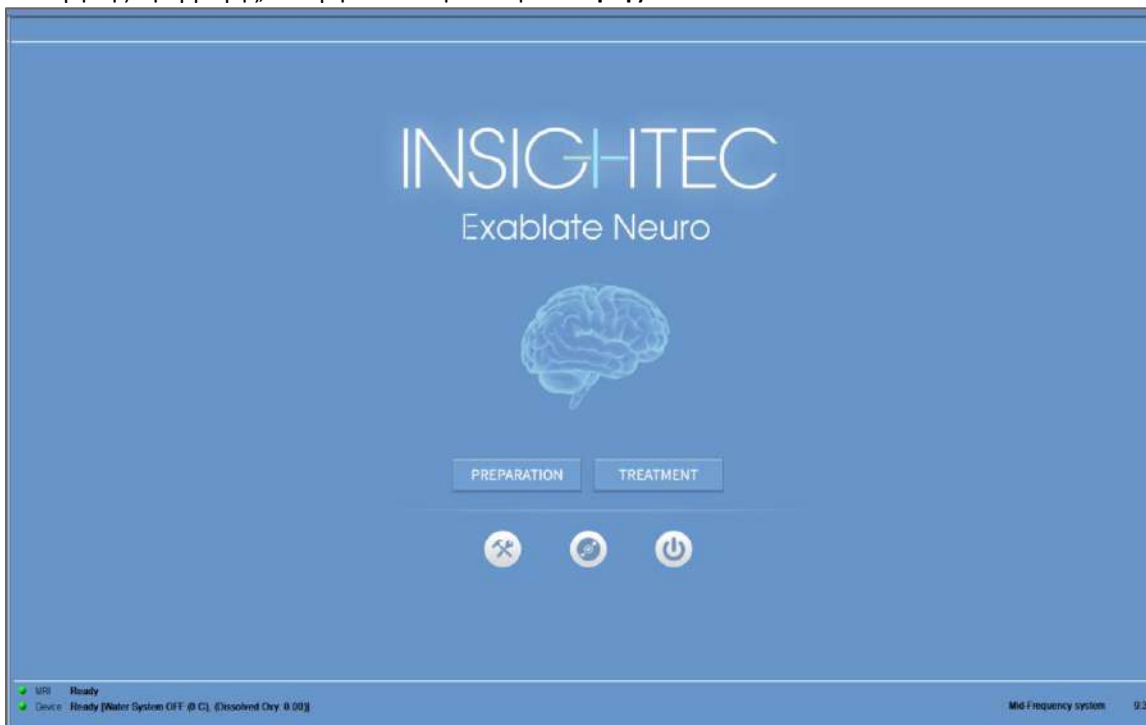 INSIGHTEC
Exablate Neuro
PREPARATION
TREATMENT
MRI Ready
Device Ready [Water System OFF (0 C), (Dissolved Oxy: 0.00)]
Mid-Frequency system